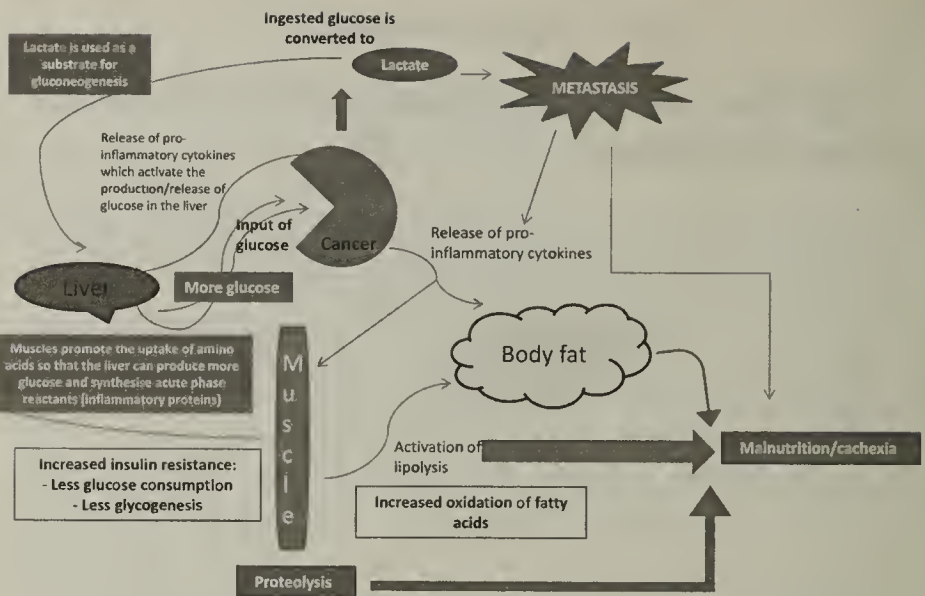 Ingested glucose is
converted to
Lactate is used as a
substrate for
gluconeogenesis
Lactate
METASTASIS
Release of pro-
inflammatory cytokines
which activate the
production/release of
glucose in the liver
Input of
glucose
Cancer
Release of pro-
inflammatory cytokines
Liver
More glucose
Muscles promote the uptake of amino
acids so that the liver can produce more
glucose and synthesise acute phase
reactants (inflammatory proteins)
Muscle
Body fat
Activation of
lipolysis
Malnutrition/cachexia
Increased insulin resistance:
- Less glucose consumption
- Less glycogenesis
Increased oxidation of fatty
acids
Proteolysis